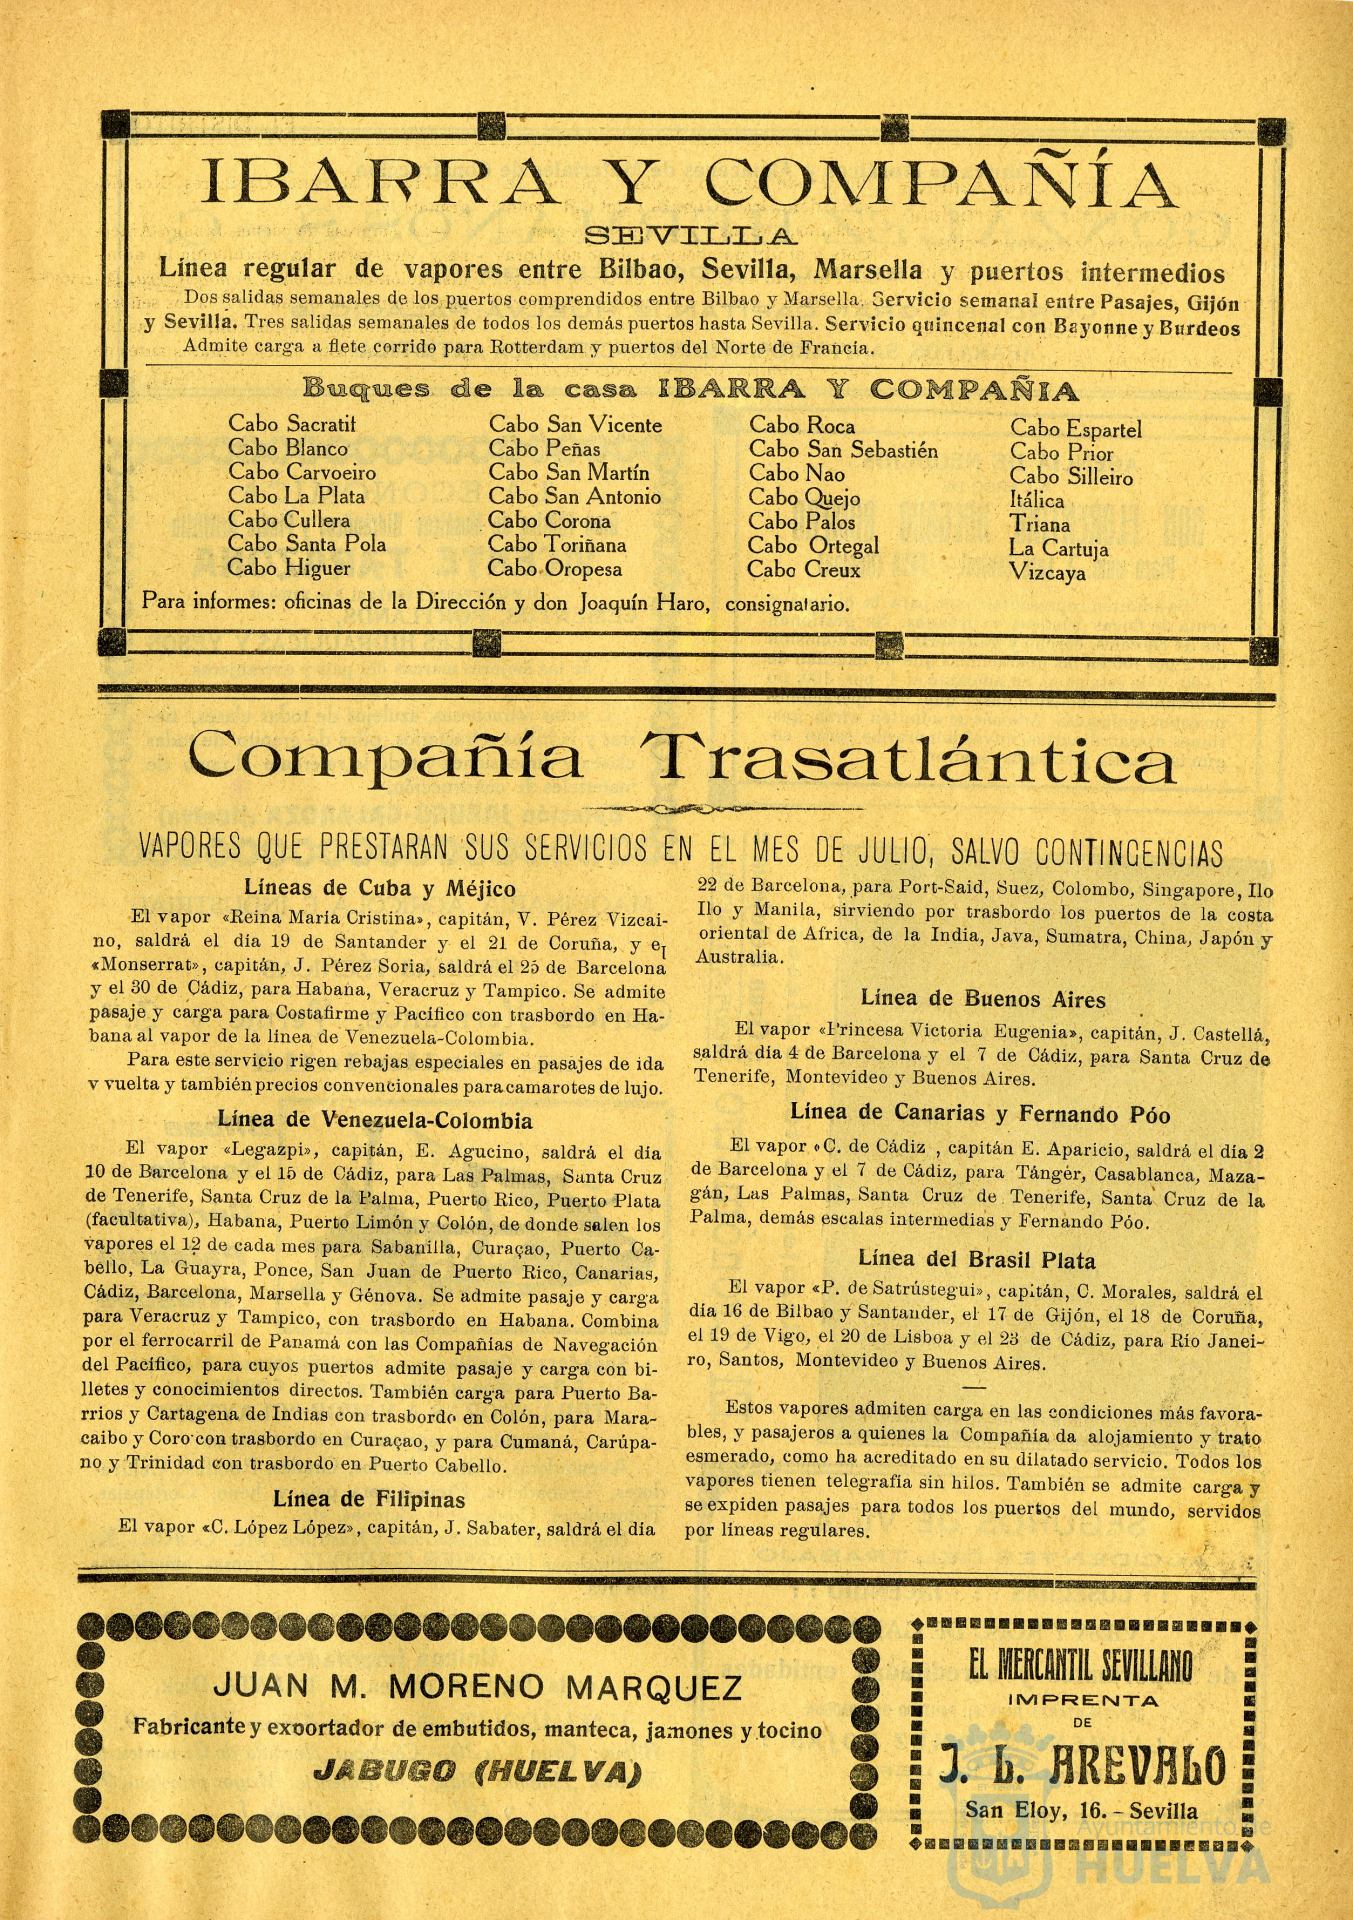 IBARRA Y COMPAÑÍA
SEVILLA
Línea regular de vapores entre Bilbao, Sevilla, Marsella y puertos intermedios
Dos salidas semanales de los puertos comprendidos entre Bilbao y Marsella. Servicio semanal entre Pasajes, Gijón
y Sevilla. Tres salidas semanales de todos los demás puertos hasta Sevilla. Servicio quincenal con Bayonne y Burdeos
Admite carga a flete corrido para Rotterdam y puertos del Norte de Francia.
Buques de la casa IBARRA Y COMPAÑIA
Cabo Sacratif
Cabo Blanco
Cabo Carvoeiro
Cabo La Plata
Cabo Cullera
Cabo Santa Pola
Cabo Higuer
Cabo San Vicente
Cabo Peñas
Cabo San Martín
Cabo San Antonio
Cabo Corona
Cabo Toriñana
Cabo Oropesa
Cabo Roca
Cabo San Sebastién
Cabo Nao
Cabo Quejo
Cabo Palos
Cabo Ortegal
Cabo Creux
Cabo Espartel
Cabo Prior
Cabo Silleiro
Itálica
Triana
La Cartuja
Vizcaya
Para informes: oficinas de la Dirección y don Joaquín Haro, consignatario.
Compañía Trasatlántica
VAPORES QUE PRESTARAN SUS SERVICIOS EN EL MES DE JULIO, SALVO CONTINGENCIAS
Líneas de Cuba y Méjico
El vapor «Reina María Cristina», capitán, V. Pérez Vizcai-
no, saldrá el día 19 de Santander y el 21 de Coruña, y el
«Monserrat», capitán, J. Pérez Soria, saldrá el 25 de Barcelona
y el 30 de Cádiz, para Habana, Veracruz y Tampico. Se admite
pasaje y carga para Costafirme y Pacífico con trasbordo en Ha-
bana al vapor de la línea de Venezuela-Colombia.
Para este servicio rigen rebajas especiales en pasajes de ida
v vuelta y también precios convencionales para camarotes de lujo.
Línea de Venezuela-Colombia
El vapor «Legazpi», capitán, E. Agucino, saldrá el día
10 de Barcelona y el 15 de Cádiz, para Las Palmas, Santa Cruz
de Tenerife, Santa Cruz de la Palma, Puerto Rico, Puerto Plata
(facultativa), Habana, Puerto Limón y Colón, de donde salen los
vapores el 12 de cada mes para Sabanilla, Curaçao, Puerto Ca-
bello, La Guayra, Ponce, San Juan de Puerto Rico, Canarias,
Cádiz, Barcelona, Marsella y Génova. Se admite pasaje y carga
para Veracruz y Tampico, con trasbordo en Habana. Combina
por el ferrocarril de Panamá con las Compañías de Navegación
del Pacífico, para cuyos puertos admite pasaje y carga con bi-
lletes y conocimientos directos. También carga para Puerto Ba-
rrios y Cartagena de Indias con trasbordo en Colón, para Mara-
caibo y Coro con trasbordo en Curaçao, y para Cumaná, Carúpa-
no y Trinidad con trasbordo en Puerto Cabello.
Línea de Filipinas
El vapor «C. López López», capitán, J. Sabater, saldrá el día
22 de Barcelona, para Port-Said, Suez, Colombo, Singapore, Ilo
Ilo y Manila, sirviendo por trasbordo los puertos de la costa
oriental de Africa, de la India, Java, Sumatra, China, Japón y
Australia.
Línea de Buenos Aires
El vapor «Princesa Victoria Eugenia», capitán, J. Castellá,
saldrá día 4 de Barcelona y el 7 de Cádiz, para Santa Cruz de
Tenerife, Montevideo y Buenos Aires.
Línea de Canarias y Fernando Póo
El vapor «C. de Cádiz , capitán E. Aparicio, saldrá el día 2
de Barcelona y el 7 de Cádiz, para Tángér, Casablanca, Maza-
gán, Las Palmas, Santa Cruz de Tenerife, Santa Cruz de la
Palma, demás escalas intermedias y Fernando Póo.
Línea del Brasil Plata
El vapor «P. de Satrústegui», capitán, C. Morales, saldrá el
día 16 de Bilbao y Santander, el 17 de Gijón, el 18 de Coruña,
el 19 de Vigo, el 20 de Lisboa y el 23 de Cádiz, para Río Janei-
ro, Santos, Montevideo y Buenos Aires.
Estos vapores admiten carga en las condiciones más favora-
bles, y pasajeros a quienes la Compañía da alojamiento y trato
esmerado, como ha acreditado en su dilatado servicio. Todos los
vapores tienen telegrafía sin hilos. También se admite carga y
se expiden pasajes para todos los puertos del mundo, servidos
por líneas regulares.
JUAN M. MORENO MARQUEZ
Fabricante y exportador de embutidos, manteca, jamones y tocino
JABUGO (HUELVA)
EL MERCANTIL SEVILLANO
IMPRENTA
DE
J. L. AREVALO
San Eloy, 16. - Sevilla
Ayuntamiento de
HUELVA